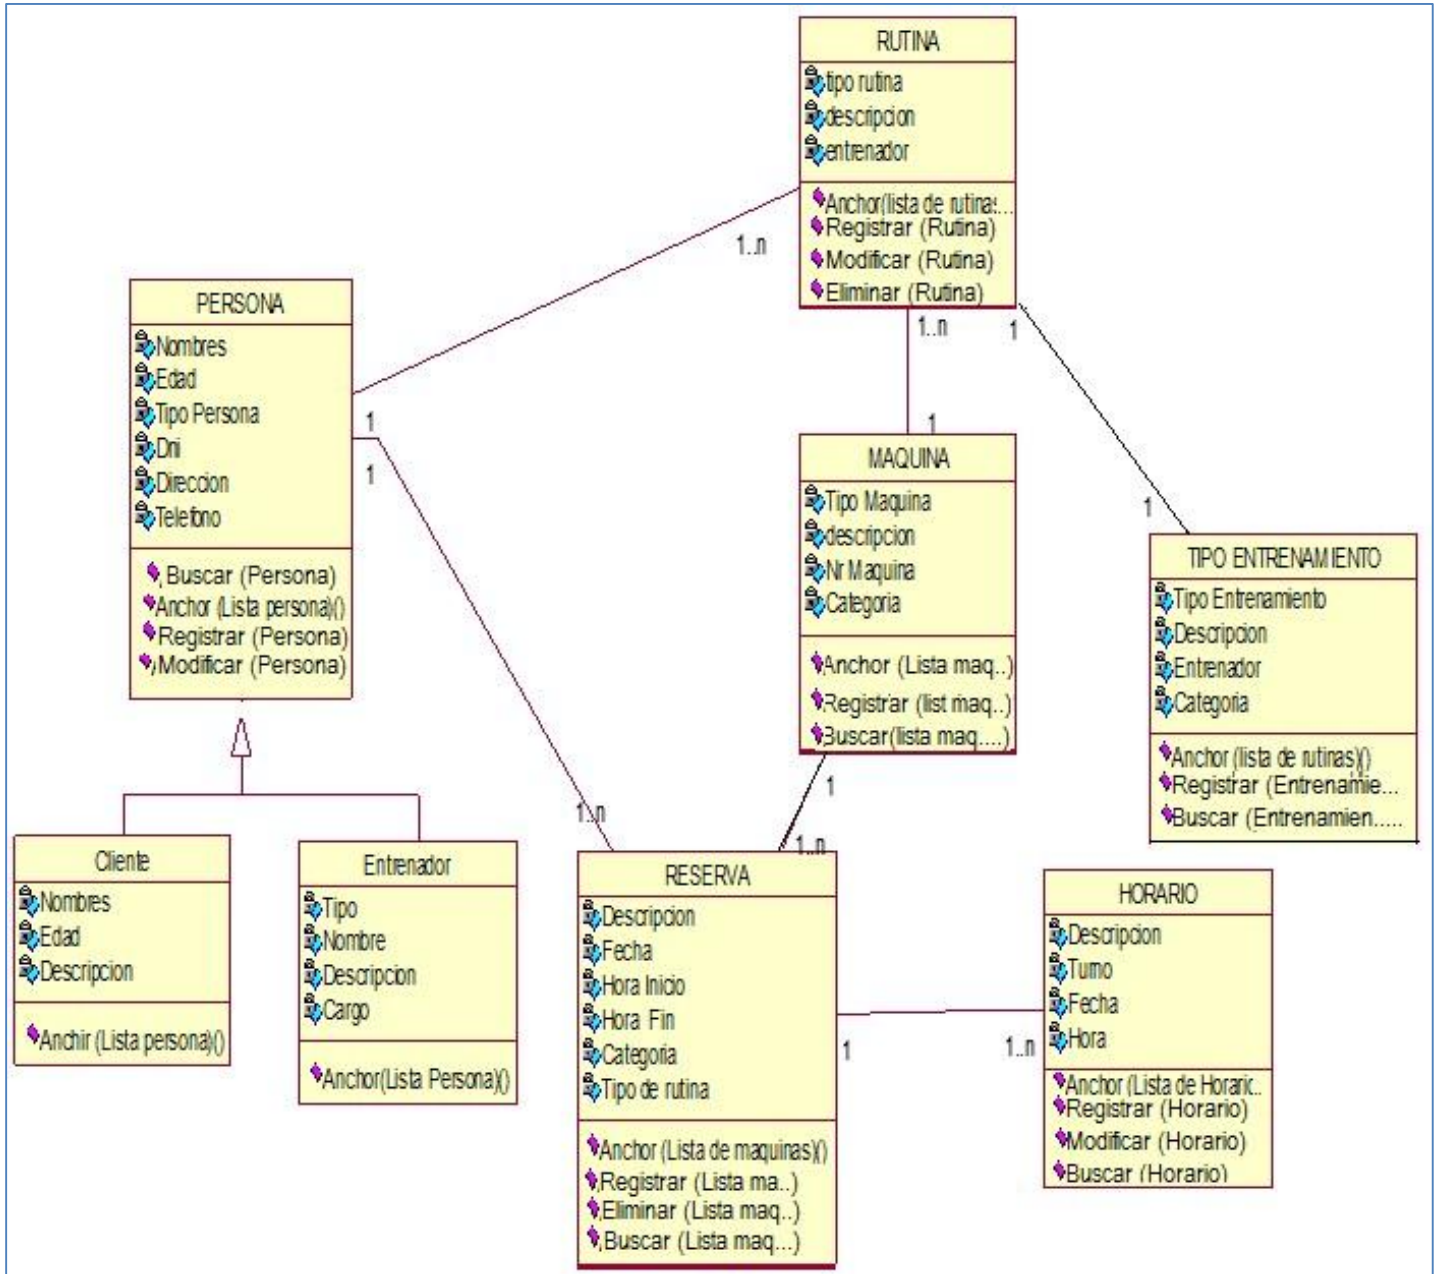 RUTINA
tipo rutina
descripcion
entrenador
Anchor(lista de rutinas...
Registrar (Rutina)
Modificar (Rutina)
Eliminar (Rutina)
1..n
1..n
1
PERSONA
Nombres
Edad
Tipo Persona
Dni
Direccion
Telefono
Buscar (Persona)
Anchor (Lista persona)()
Registrar (Persona)
Modificar (Persona)
1
1
1
MAQUINA
Tipo Maquina
descripcion
Nr Maquina
Categoria
Anchor (Lista maq..)
Registrar (list maq..)
Buscar(lista maq....)
1
TIPO ENTRENAMIENTO
Tipo Entrenamiento
Descripcion
Entrenador
Categoria
Anchor (lista de rutinas)()
Registrar (Entrenamie...
Buscar (Entrenamien.....
1..n
1
1..n
Cliente
Nombres
Edad
Descripcion
Anchir (Lista persona)()
Entrenador
Tipo
Nombre
Descripcion
Cargo
Anchor(Lista Persona)()
RESERVA
Descripcion
Fecha
Hora Inicio
Hora Fin
Categoria
Tipo de rutina
Anchor (Lista de maquinas)()
Registrar (Lista ma..)
Eliminar (Lista maq..)
Buscar (Lista maq...)
1
1..n
HORARIO
Descripcion
Turno
Fecha
Hora
Anchor (Lista de Horaric..
Registrar (Horario)
Modificar (Horario)
Buscar (Horario)